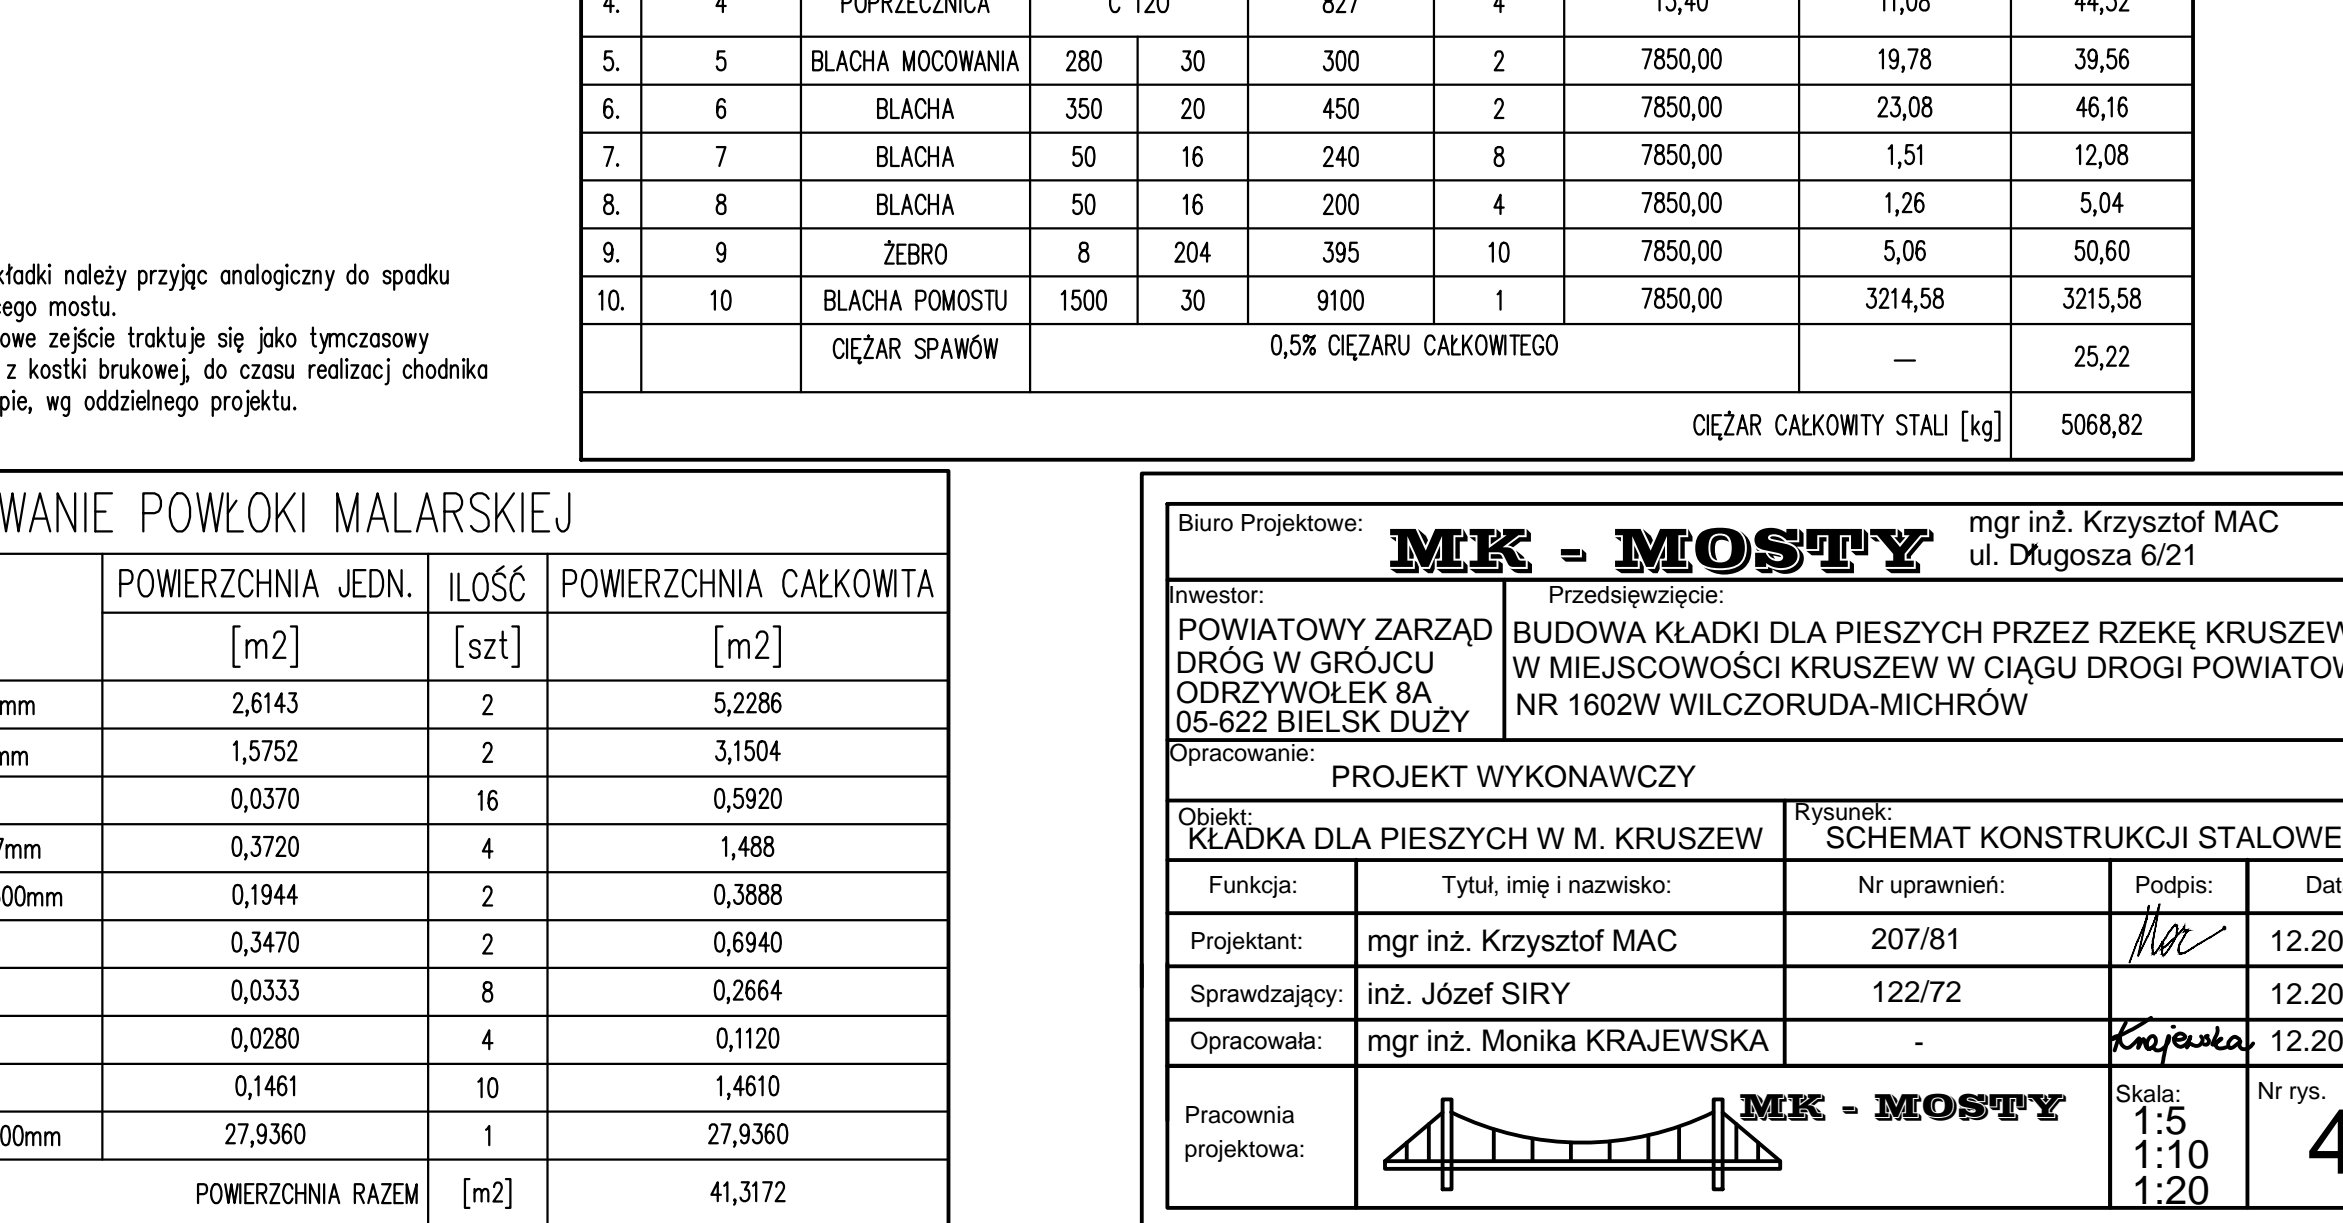 4. 4 POPRZECZNICA C 120 827 4 13,40 11,08 44,32
5. 5 BLACHA MOCOWANIA 280 30 300 2 7850,00 19,78 39,56
6. 6 BLACHA 350 20 450 2 7850,00 23,08 46,16
7. 7 BLACHA 50 16 240 8 7850,00 1,51 12,08
8. 8 BLACHA 50 16 200 4 7850,00 1,26 5,04
9. 9 ŻEBRO 8 204 395 10 7850,00 5,06 50,60
10. 10 BLACHA POMOSTU 1500 30 9100 1 7850,00 3214,58 3215,58
CIĘŻAR SPAWÓW 0,5% CIĘZARU CAŁKOWITEGO — 25,22
CIĘŻAR CAŁKOWITY STALI [kg] 5068,82
kładki należy przyjąc analogiczny do spadku
cego mostu.
owe zejście traktuje się jako tymczasowy
z kostki brukowej, do czasu realizacj chodnika
pie, wg oddzielnego projektu.
WANIE POWŁOKI MALARSKIEJ
POWIERZCHNIA JEDN. ILOŚĆ POWIERZCHNIA CAŁKOWITA
[m2] [szt] [m2]
mm 2,6143 2 5,2286
mm 1,5752 2 3,1504
0,0370 16 0,5920
7mm 0,3720 4 1,488
00mm 0,1944 2 0,3888
0,3470 2 0,6940
0,0333 8 0,2664
0,0280 4 0,1120
0,1461 10 1,4610
00mm 27,9360 1 27,9360
POWIERZCHNIA RAZEM [m2] 41,3172
Biuro Projektowe: MK - MOSTY mgr inż. Krzysztof MAC
ul. Długosza 6/21
Inwestor:
POWIATOWY ZARZĄD
DRÓG W GRÓJCU
ODRZYWOŁEK 8A
05-622 BIELSK DUŻY
Przedsięwzięcie:
BUDOWA KŁADKI DLA PIESZYCH PRZEZ RZEKĘ KRUSZEW
W MIEJSCOWOŚCI KRUSZEW W CIĄGU DROGI POWIATOW
NR 1602W WILCZORUDA-MICHRÓW
Opracowanie:
PROJEKT WYKONAWCZY
Obiekt:
KŁADKA DLA PIESZYCH W M. KRUSZEW
Rysunek:
SCHEMAT KONSTRUKCJI STALOWE
Funkcja: Tytuł, imię i nazwisko: Nr uprawnień: Podpis: Dat
Projektant: mgr inż. Krzysztof MAC 207/81 Mac 12.20
Sprawdzający: inż. Józef SIRY 122/72 12.20
Opracowała: mgr inż. Monika KRAJEWSKA - Krajewska 12.20
Pracownia
projektowa:
MK - MOSTY
Skala:
1:5
1:10
1:20
Nr rys.
4